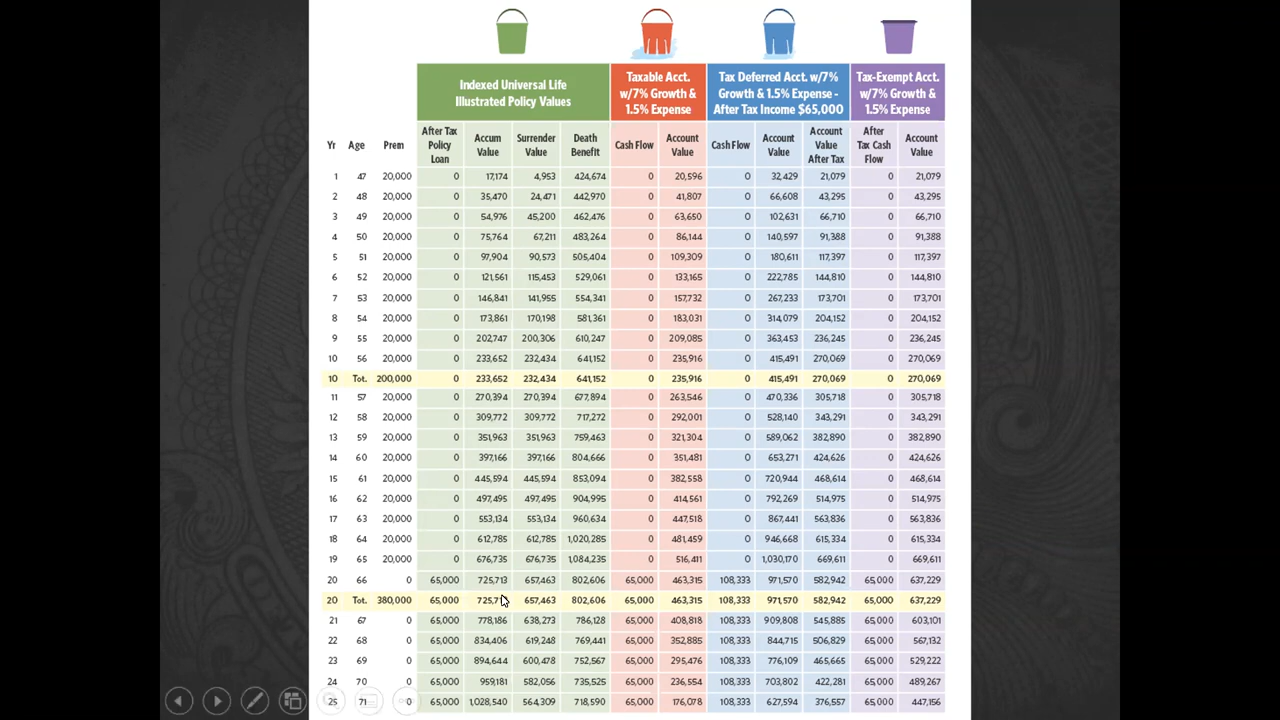 Indexed Universal Life Illustrated Policy Values
Taxable Acct. w/7% Growth & 1.5% Expense
Tax Deferred Acct. w/7% Growth & 1.5% Expense - After Tax Income $65,000
Tax-Exempt Acct. w/7% Growth & 1.5% Expense
Yr Age Prem After Tax Policy Loan Accum Value Surrender Value Death Benefit Cash Flow Account Value Cash Flow Account Value Account Value After Tax After Tax Cash Flow Account Value
1 47 20,000 0 17,174 4,953 424,674 0 20,596 0 32,429 21,079 0 21,079
2 48 20,000 0 35,470 24,471 442,970 0 41,807 0 66,608 43,295 0 43,295
3 49 20,000 0 54,976 45,200 462,476 0 63,650 0 102,631 66,710 0 66,710
4 50 20,000 0 75,764 67,211 483,264 0 86,144 0 140,597 91,388 0 91,388
5 51 20,000 0 97,904 90,573 505,404 0 109,309 0 180,611 117,397 0 117,397
6 52 20,000 0 121,561 115,453 529,061 0 133,165 0 222,785 144,810 0 144,810
7 53 20,000 0 146,841 141,955 554,341 0 157,732 0 267,233 173,701 0 173,701
8 54 20,000 0 173,861 170,198 581,361 0 183,031 0 314,079 204,152 0 204,152
9 55 20,000 0 202,747 200,306 610,247 0 209,085 0 363,453 236,245 0 236,245
10 56 20,000 0 233,652 232,434 641,152 0 235,916 0 415,491 270,069 0 270,069
10 Tot. 200,000 0 233,652 232,434 641,152 0 235,916 0 415,491 270,069 0 270,069
11 57 20,000 0 270,394 270,394 677,894 0 263,546 0 470,336 305,718 0 305,718
12 58 20,000 0 309,772 309,772 717,272 0 292,001 0 528,140 343,291 0 343,291
13 59 20,000 0 351,963 351,963 759,463 0 321,304 0 589,062 382,890 0 382,890
14 60 20,000 0 397,166 397,166 804,666 0 351,481 0 653,271 424,626 0 424,626
15 61 20,000 0 445,594 445,594 853,094 0 382,558 0 720,944 468,614 0 468,614
16 62 20,000 0 497,495 497,495 904,995 0 414,561 0 792,269 514,975 0 514,975
17 63 20,000 0 553,134 553,134 960,634 0 447,518 0 867,441 563,836 0 563,836
18 64 20,000 0 612,785 612,785 1,020,285 0 481,459 0 946,668 615,334 0 615,334
19 65 20,000 0 676,735 676,735 1,084,235 0 516,411 0 1,030,170 669,611 0 669,611
20 66 0 65,000 725,713 657,463 802,606 65,000 463,315 108,333 971,570 582,942 65,000 637,229
20 Tot. 380,000 65,000 657,463 802,606 65,000 463,315 108,333 971,570 582,942 65,000 637,229
21 67 0 65,000 778,186 638,273 786,128 65,000 408,818 108,333 909,808 545,885 65,000 603,101
22 68 0 65,000 834,406 619,248 769,441 65,000 352,885 108,333 844,715 506,829 65,000 567,132
23 69 0 65,000 894,644 600,478 752,567 65,000 295,476 108,333 776,109 465,665 65,000 529,222
24 70 0 65,000 959,181 582,056 735,525 65,000 236,554 108,333 703,802 422,281 65,000 489,267
25 71 0 65,000 1,028,540 564,309 718,590 65,000 176,078 108,333 627,594 376,557 65,000 447,156